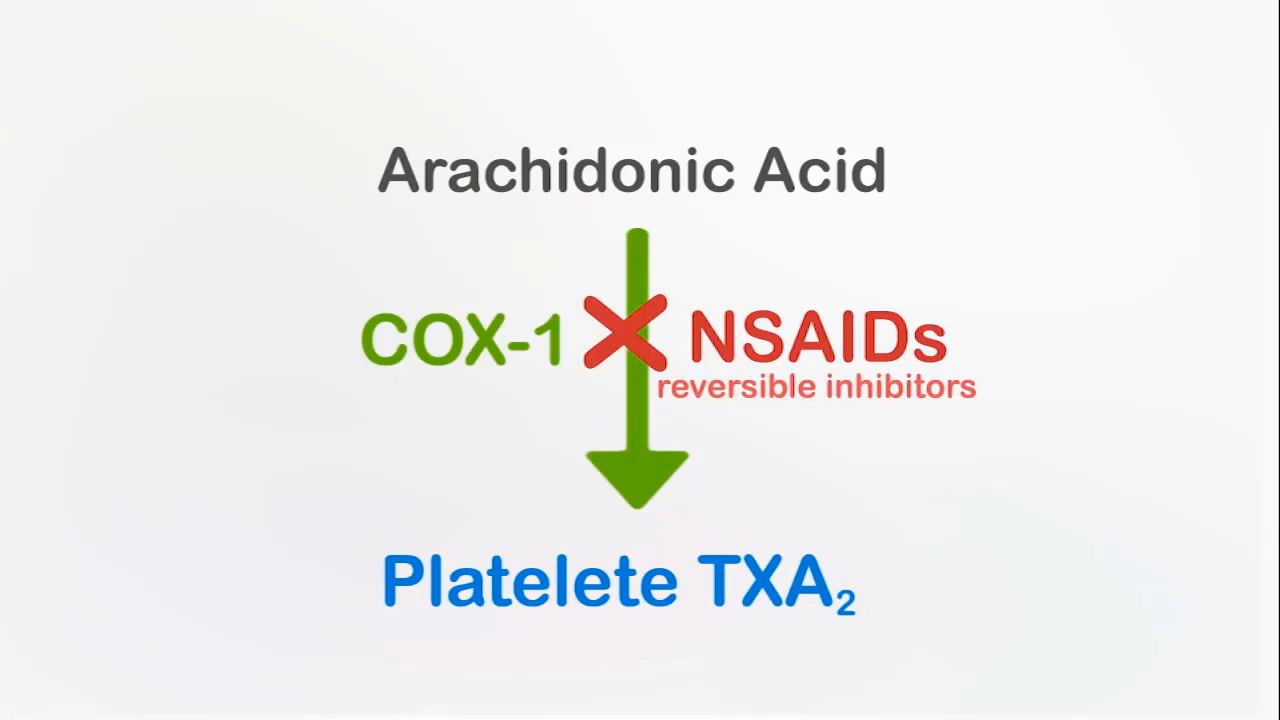 Arachidonic Acid
COX-1 NSAIDs
reversible inhibitors
Platelete TXA₂